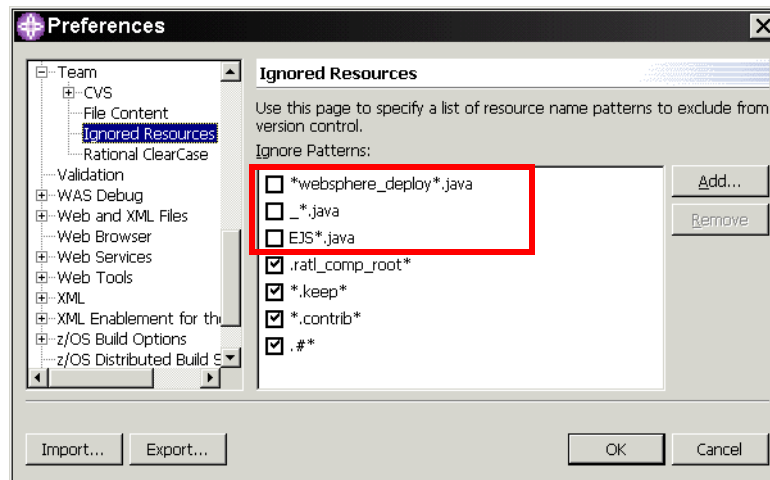 Preferences
Team
CVS
File Content
Ignored Resources
Rational ClearCase
Validation
WAS Debug
Web and XML Files
Web Browser
Web Services
Web Tools
XML
XML Enablement for the
z/OS Build Options
z/OS Distributed Build S
Ignored Resources
Use this page to specify a list of resource name patterns to exclude from
version control.
Ignore Patterns:
*websphere_deploy*.java
_*.java
EJS*.java
.ratl_comp_root*
*.keep*
*.contrib*
.#*
Add...
Remove
Import...
Export...
OK
Cancel